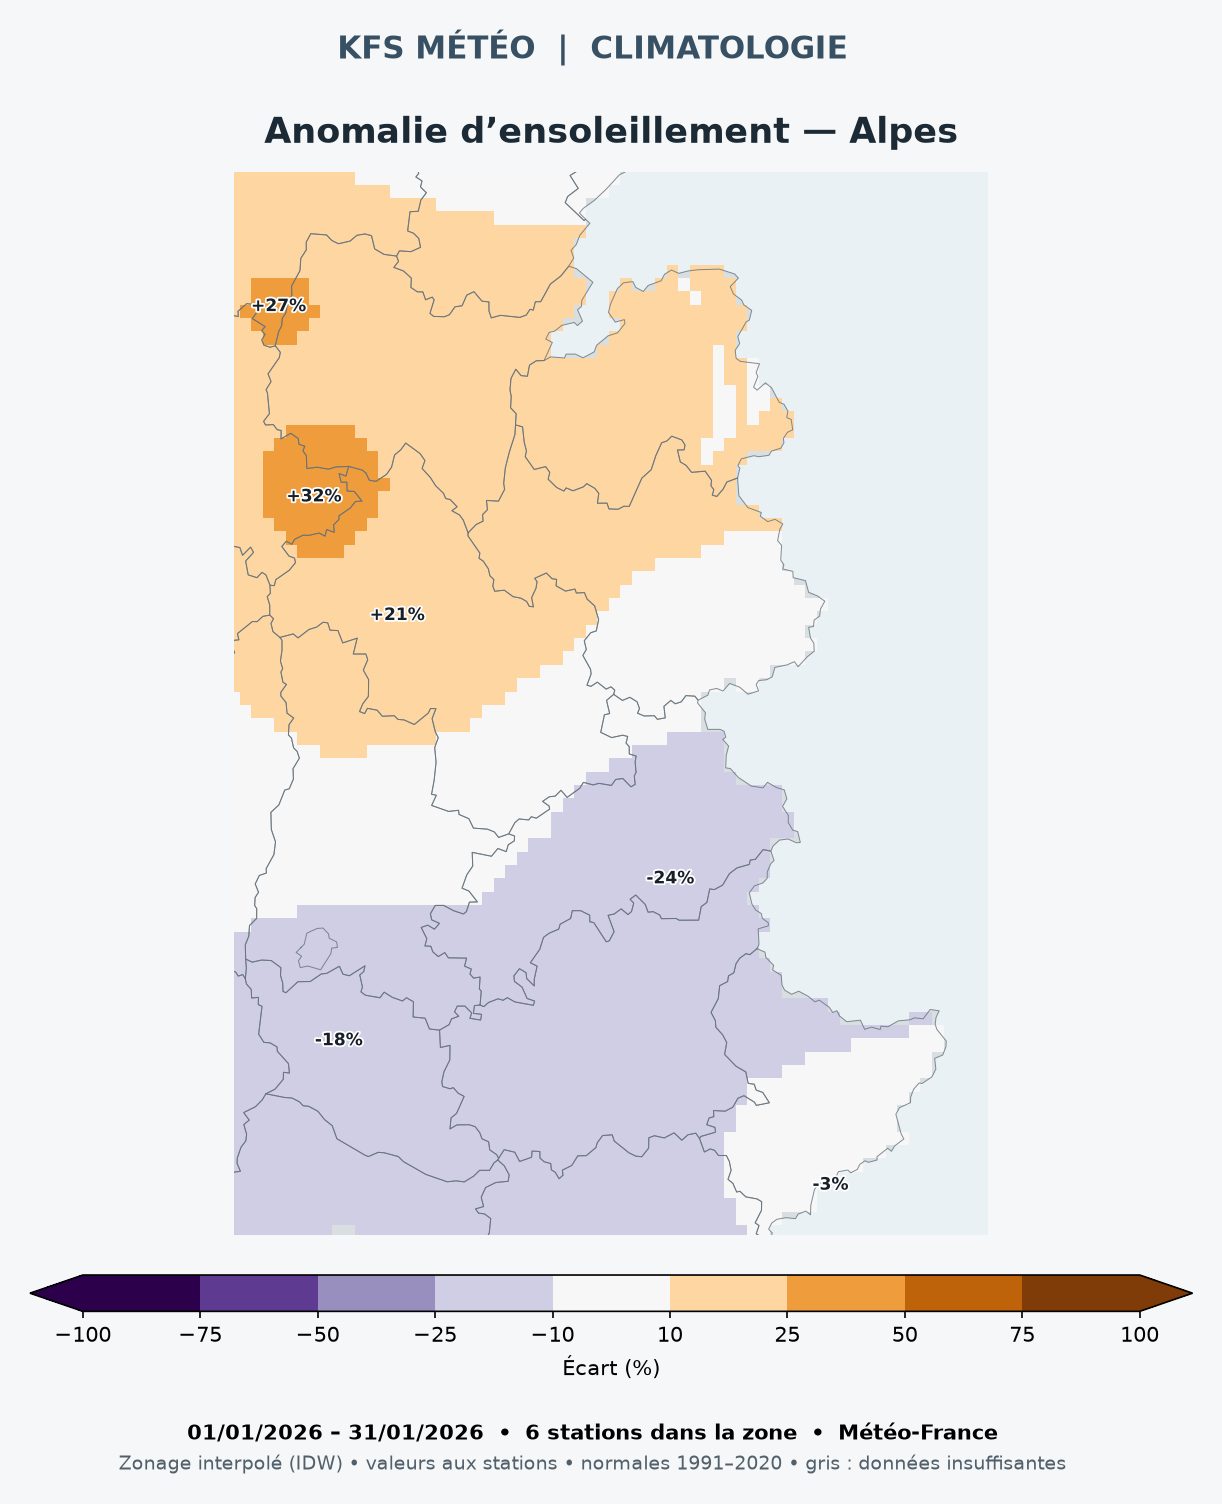 KFS MÉTÉO | CLIMATOLOGIE
Anomalie d’ensoleillement — Alpes
+27%
+32%
+21%
-24%
-18%
-3%
−100 −75 −50 −25 −10 10 25 50 75 100
Écart (%)
01/01/2026 – 31/01/2026 • 6 stations dans la zone • Météo-France
Zonage interpolé (IDW) • valeurs aux stations • normales 1991–2020 • gris : données insuffisantes